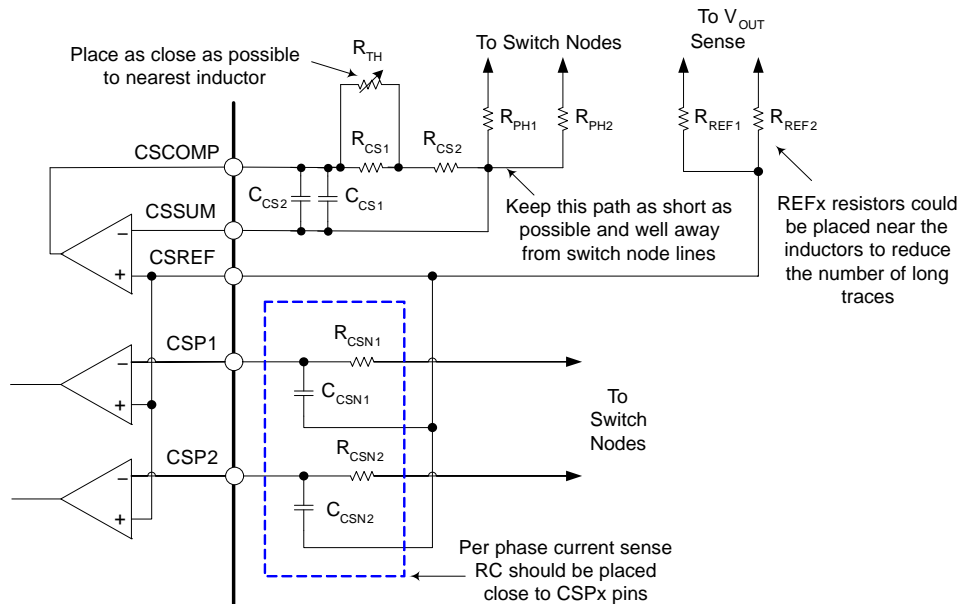 To V_OUT
Sense
Place as close as possible
to nearest inductor
R_TH
To Switch Nodes
R_PH1
R_PH2
R_REF1
R_REF2
R_CS1
R_CS2
CSCOMP
C_CS2
C_CS1
Keep this path as short as
possible and well away
from switch node lines
REFx resistors could
be placed near the
inductors to reduce
the number of long
traces
CSSUM
−
CSREF
+
R_CSN1
CSP1
−
C_CSN1
+
To
Switch
Nodes
R_CSN2
CSP2
−
C_CSN2
+
Per phase current sense
RC should be placed
close to CSPx pins